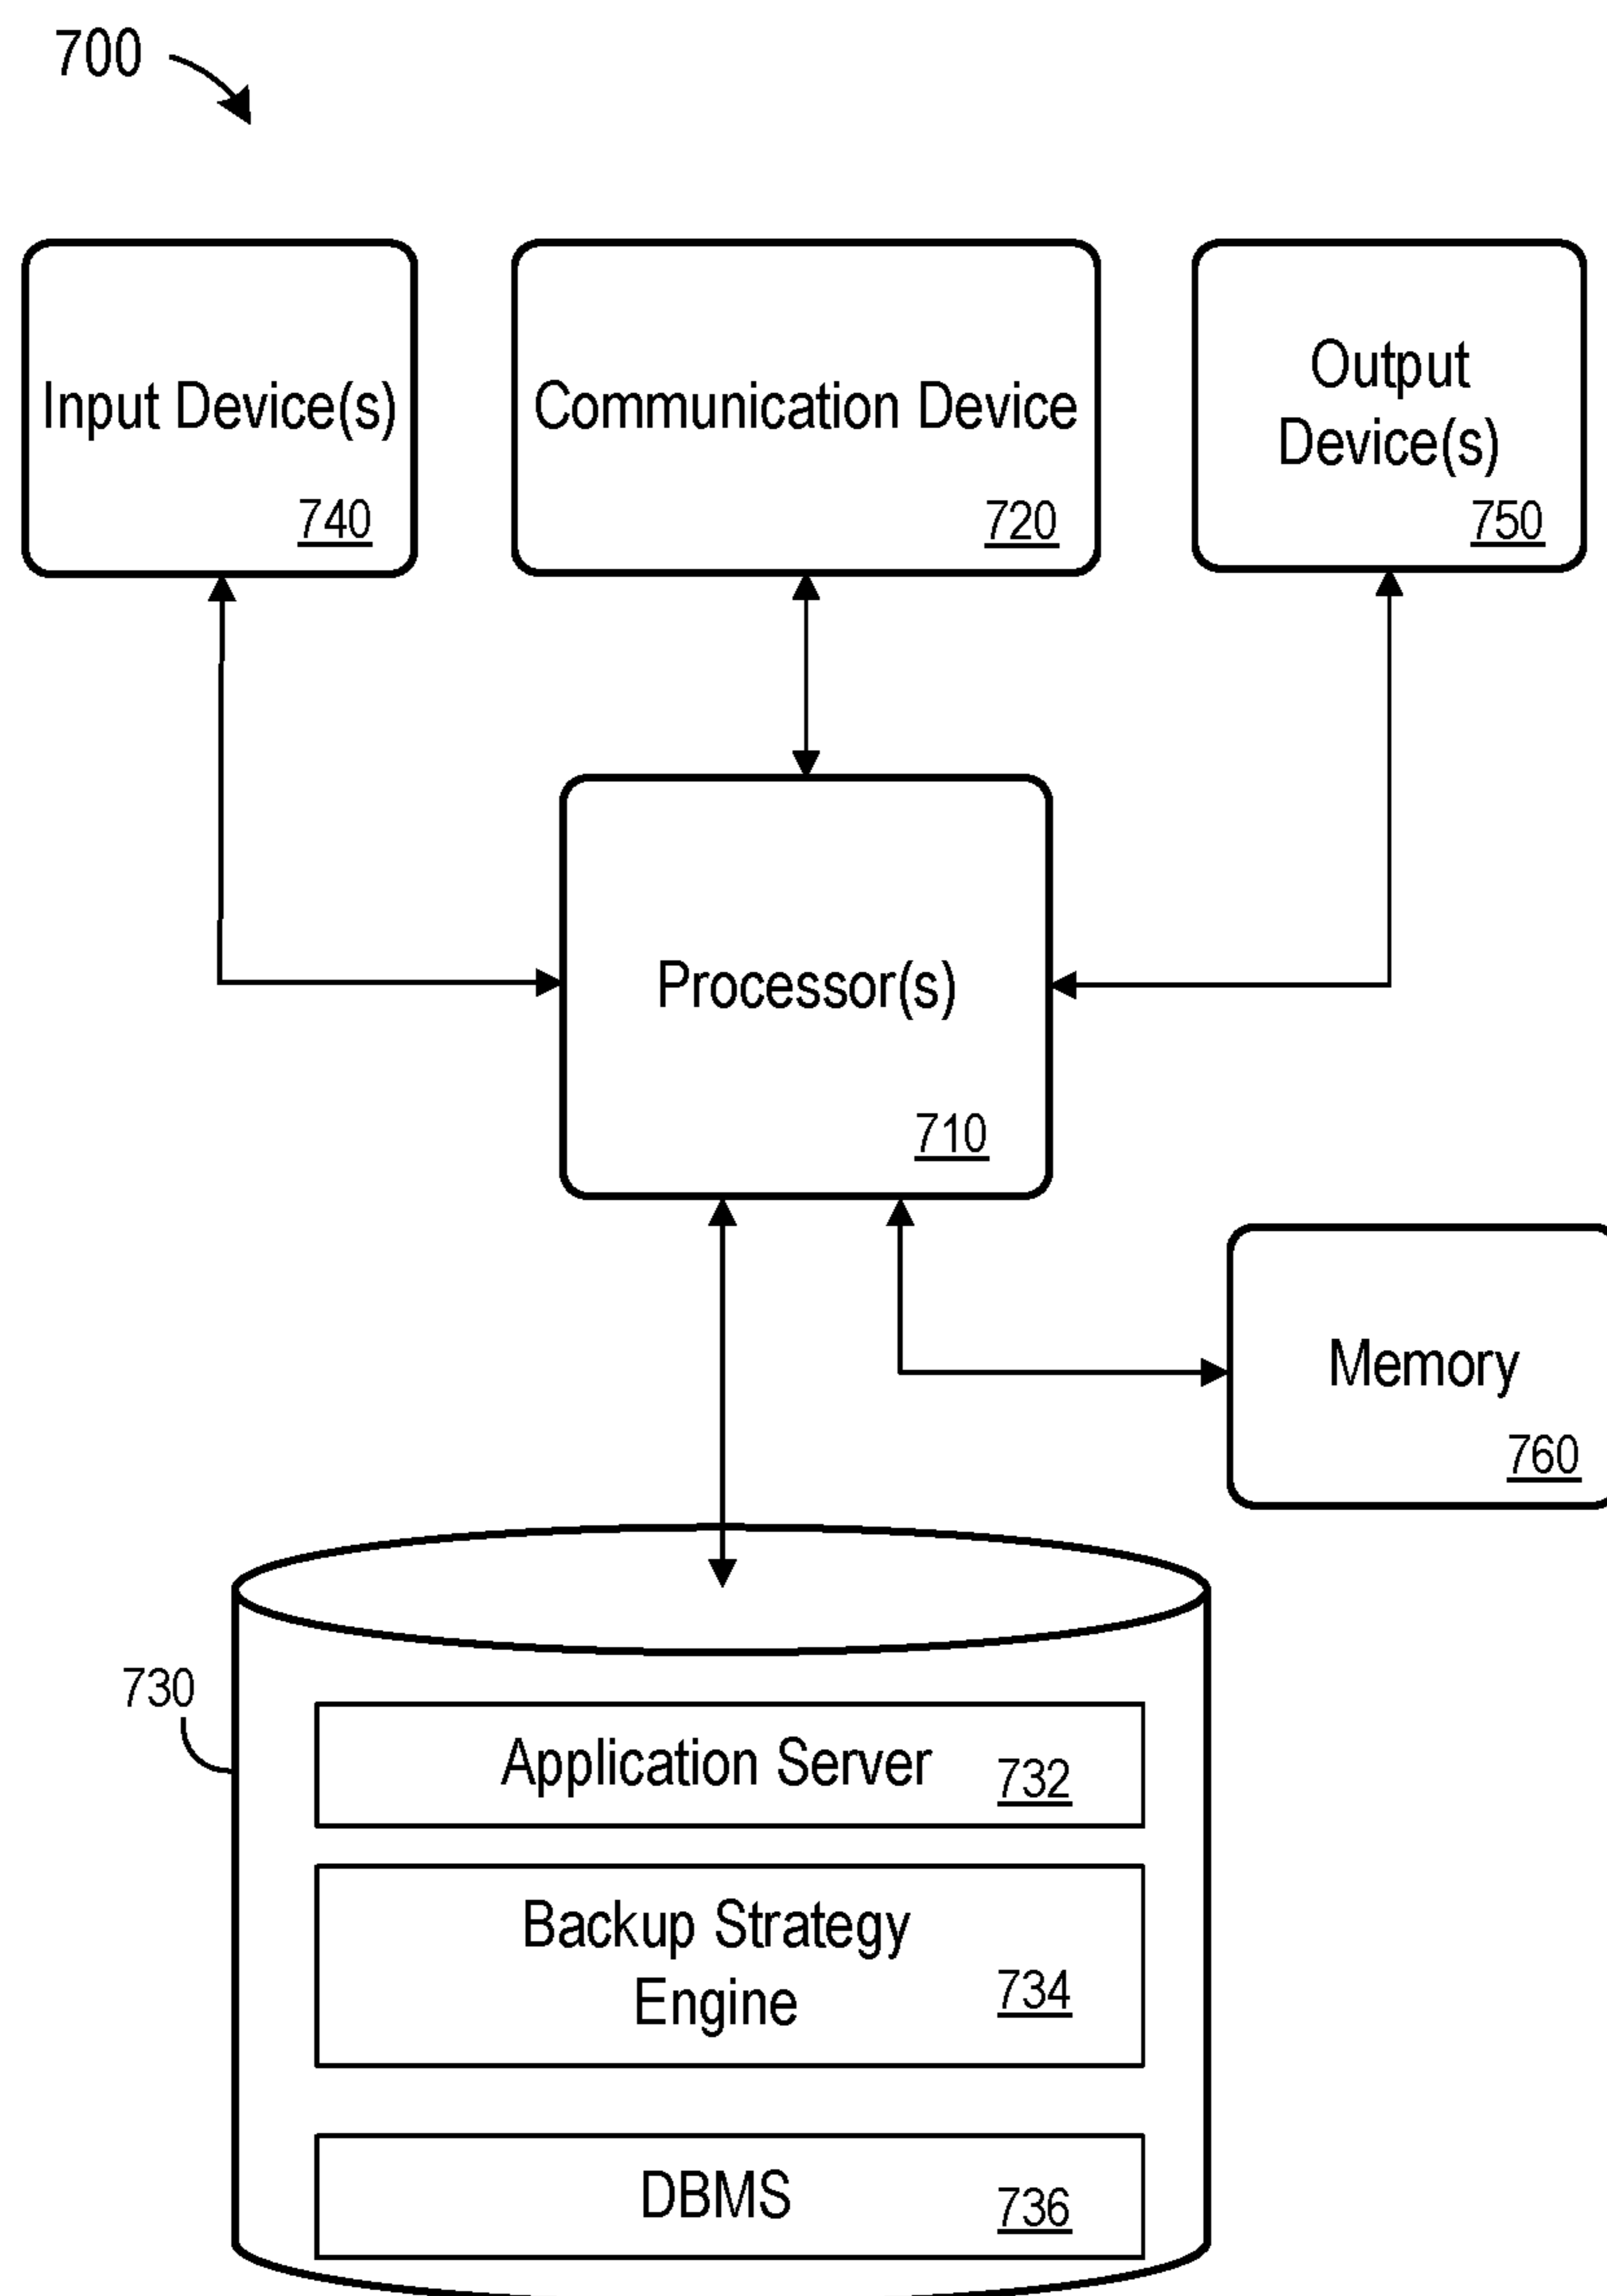 700
Input Device(s)
740
Communication Device
720
Output
Device(s)
750
Processor(s)
710
Memory
760
730
Application Server
732
Backup Strategy
Engine
734
DBMS
736